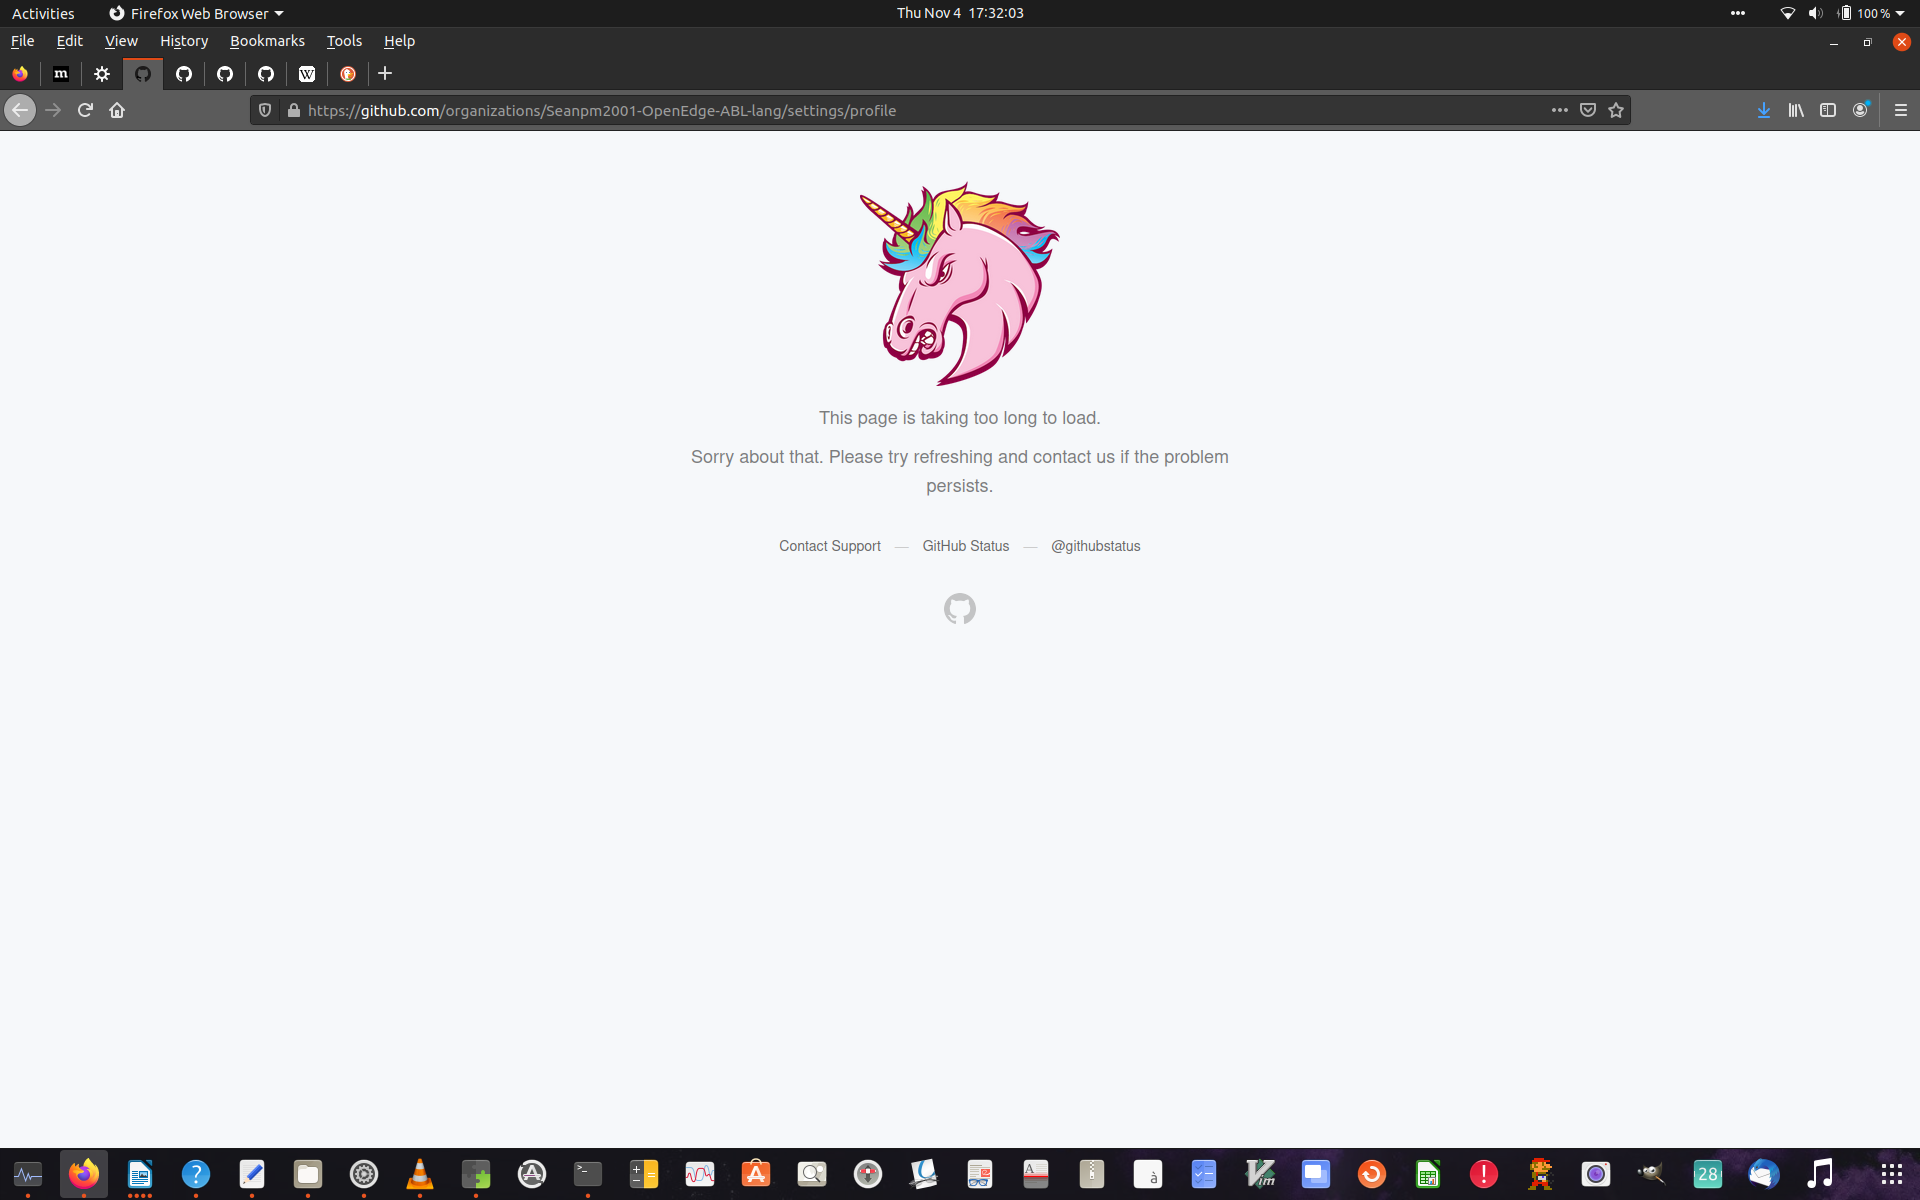 Activities
Firefox Web Browser
Thu Nov 4 17:32:03
100 %
File Edit View History Bookmarks Tools Help
m
W
https://github.com/organizations/Seanpm2001-OpenEdge-ABL-lang/settings/profile
This page is taking too long to load.
Sorry about that. Please try refreshing and contact us if the problem
persists.
Contact Support — GitHub Status — @githubstatus
?
>_
A
à
Vim
!
28